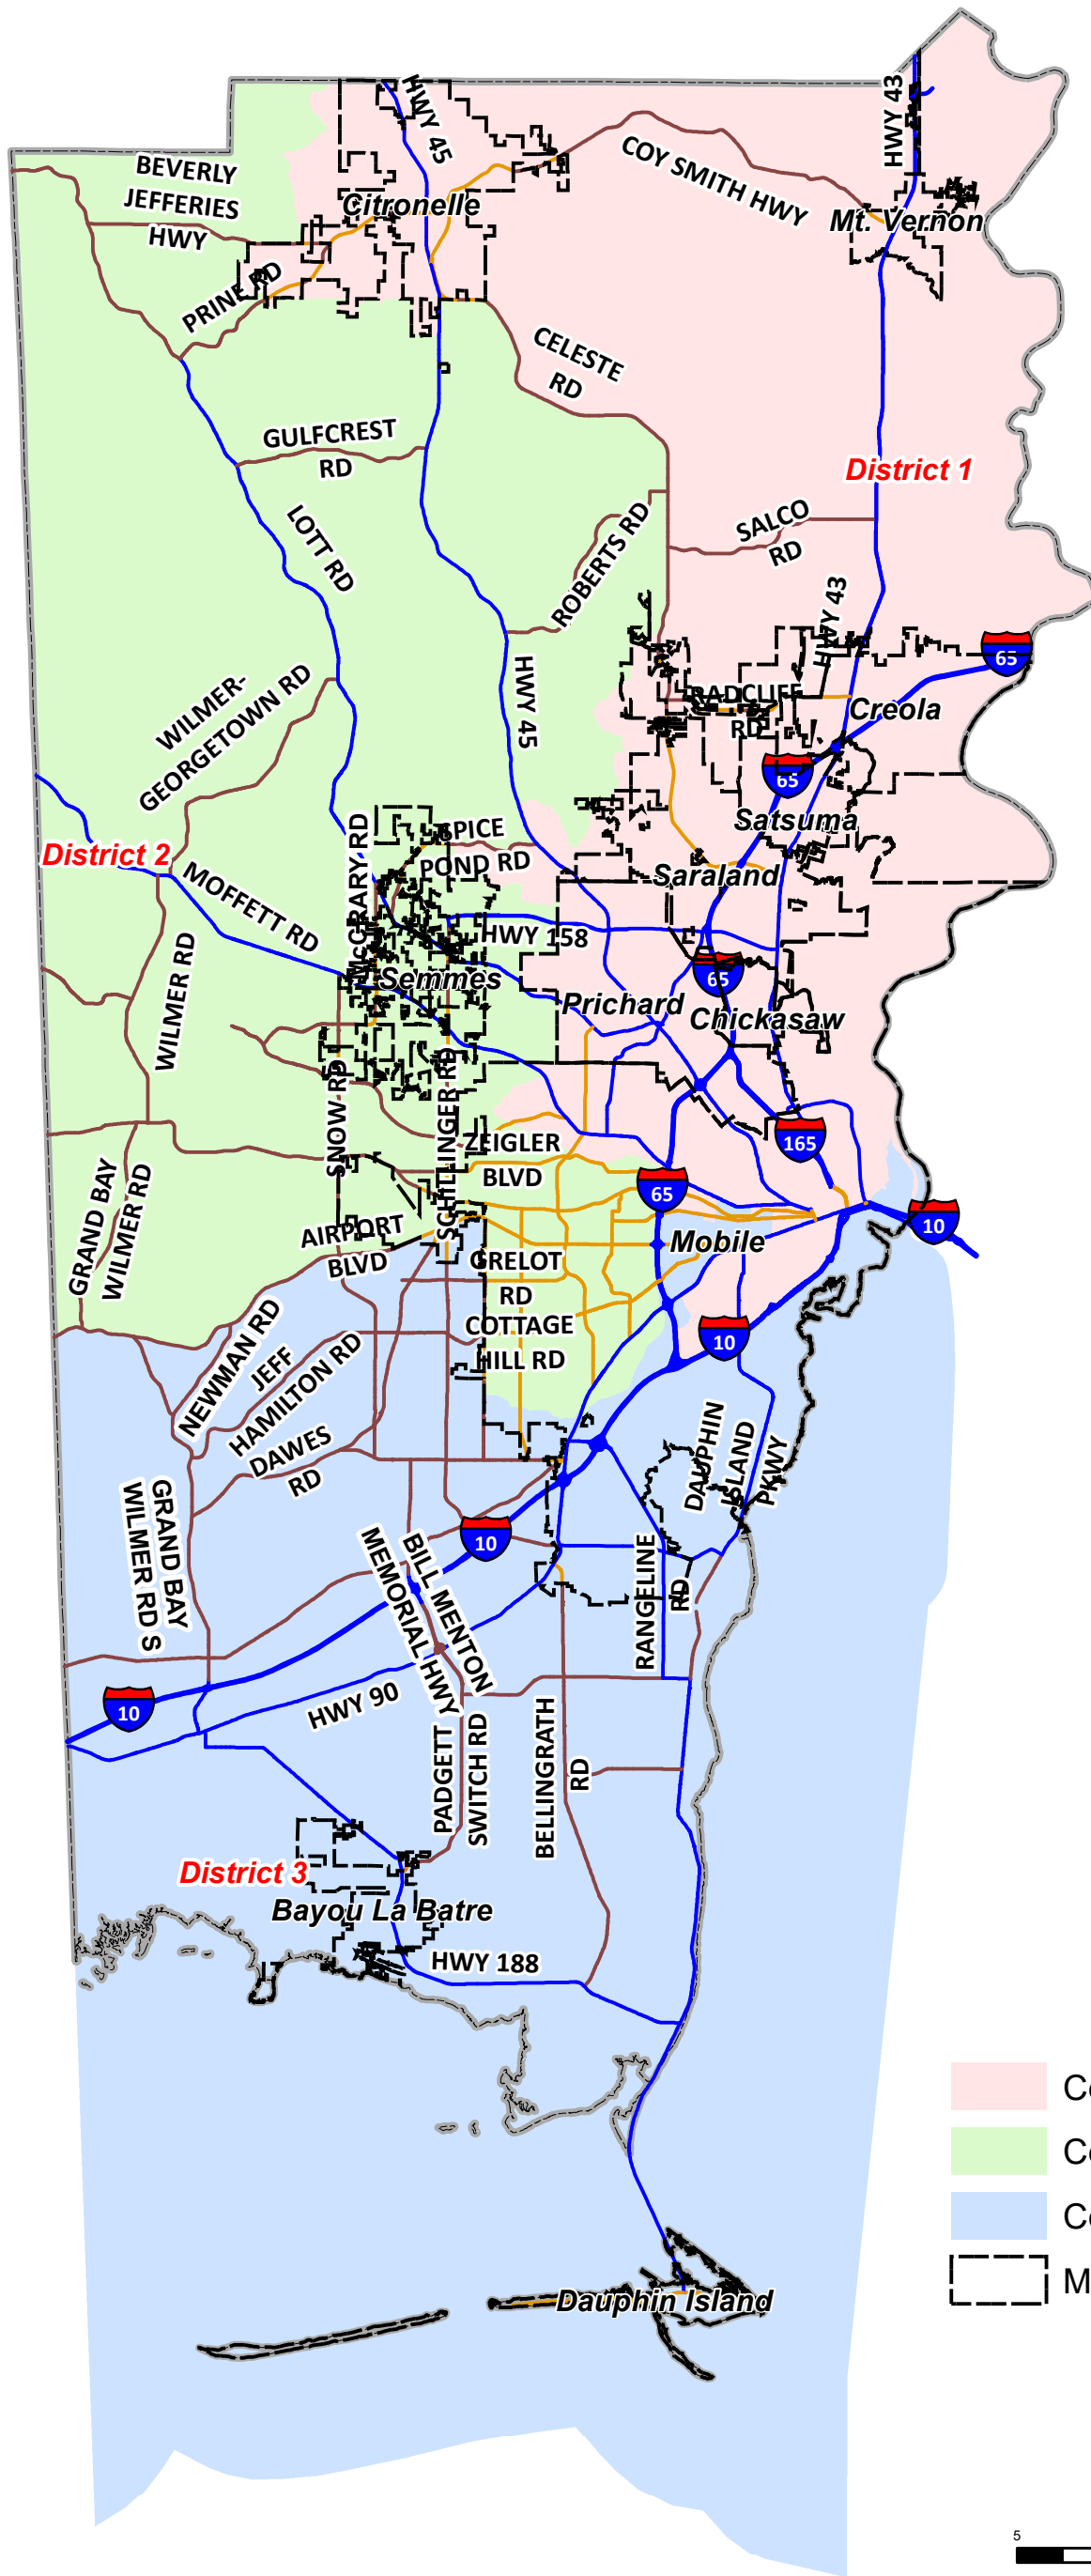 HWY 45
HWY 43
BEVERLY
JEFFERIES
HWY
COY SMITH HWY
Citronelle
Mt. Vernon
PRINE RD
CELESTE
RD
GULFCREST
RD
District 1
LOTT RD
ROBERTS RD
SALCO
RD
HWY 43
65
WILMER-
GEORGETOWN RD
HWY 45
RADCLIFF
RD
Creola
65
Satsuma
SPICE
POND RD
District 2
MOFFETT RD
MCCRARY RD
Saraland
HWY 158
WILMER RD
Semmes
65
Prichard
Chickasaw
SNOW RD
SCHILLINGER RD
165
ZEIGLER
BLVD
65
GRAND BAY
WILMER RD
AIRPORT
BLVD
10
Mobile
GRELOT
RD
COTTAGE
HILL RD
10
NEWMAN RD
JEFF
HAMILTON RD
DAWES
RD
DAUPHIN
ISLAND
PKWY
GRAND BAY
WILMER RD S
10
BILL MENTON
MEMORIAL HWY
RANGELINE
RD
10
HWY 90
PADGETT
SWITCH RD
BELLINGRATH
RD
District 3
Bayou La Batre
HWY 188
Dauphin Island
5